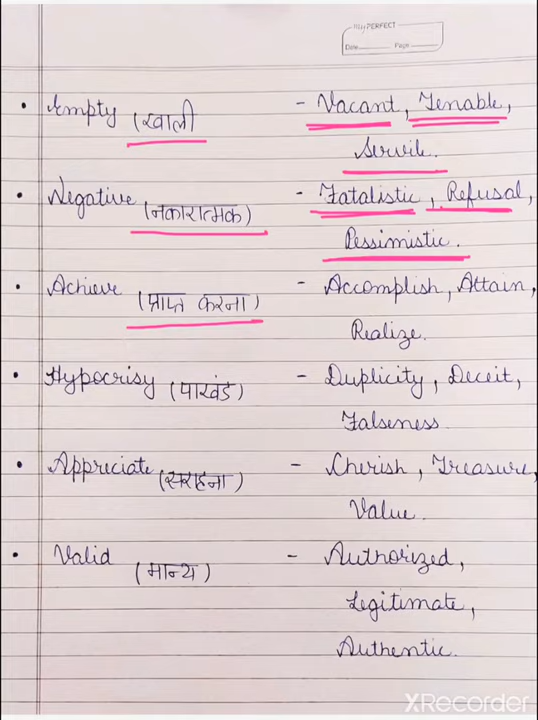 My PERFECT
Date Page
• Empty (खाली - Vacant, Tenable,
Servile.
• Negative (नकारात्मक) - Fatalistic, Refusal,
Pessimistic.
• Achieve (प्राप्त करना) - Accomplish, Attain,
Realize.
• Hypocrisy (पाखंड) - Duplicity, Deceit,
Falseness.
• Appreciate (सराहना) - Cherish, Treasure,
Value.
• Valid (मान्य) - Authorized,
Legitimate,
Authentic.
XRecorder